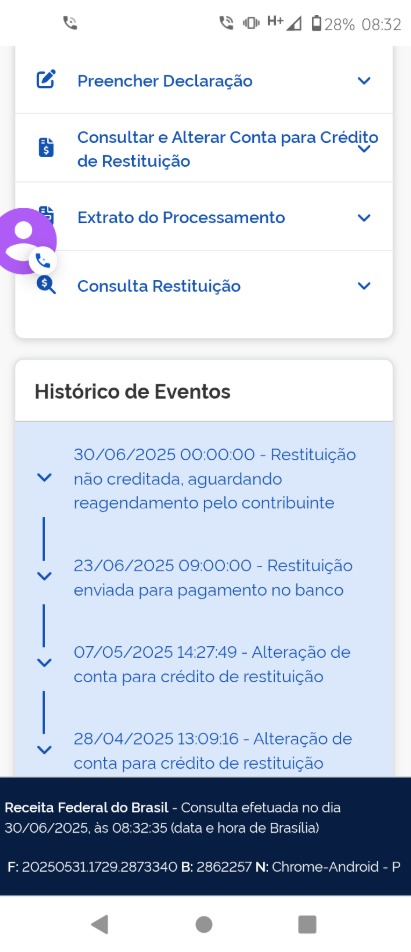 H+ 28% 08:32
Preencher Declaração
Consultar e Alterar Conta para Crédito
de Restituição
Extrato do Processamento
Consulta Restituição
Histórico de Eventos
30/06/2025 00:00:00 - Restituição
não creditada, aguardando
reagendamento pelo contribuinte
23/06/2025 09:00:00 - Restituição
enviada para pagamento no banco
07/05/2025 14:27:49 - Alteração de
conta para crédito de restituição
28/04/2025 13:09:16 - Alteração de
conta para crédito de restituição
Receita Federal do Brasil - Consulta efetuada no dia
30/06/2025, às 08:32:35 (data e hora de Brasília)
F: 20250531.1729.2873340 B: 2862257 N: Chrome-Android - P